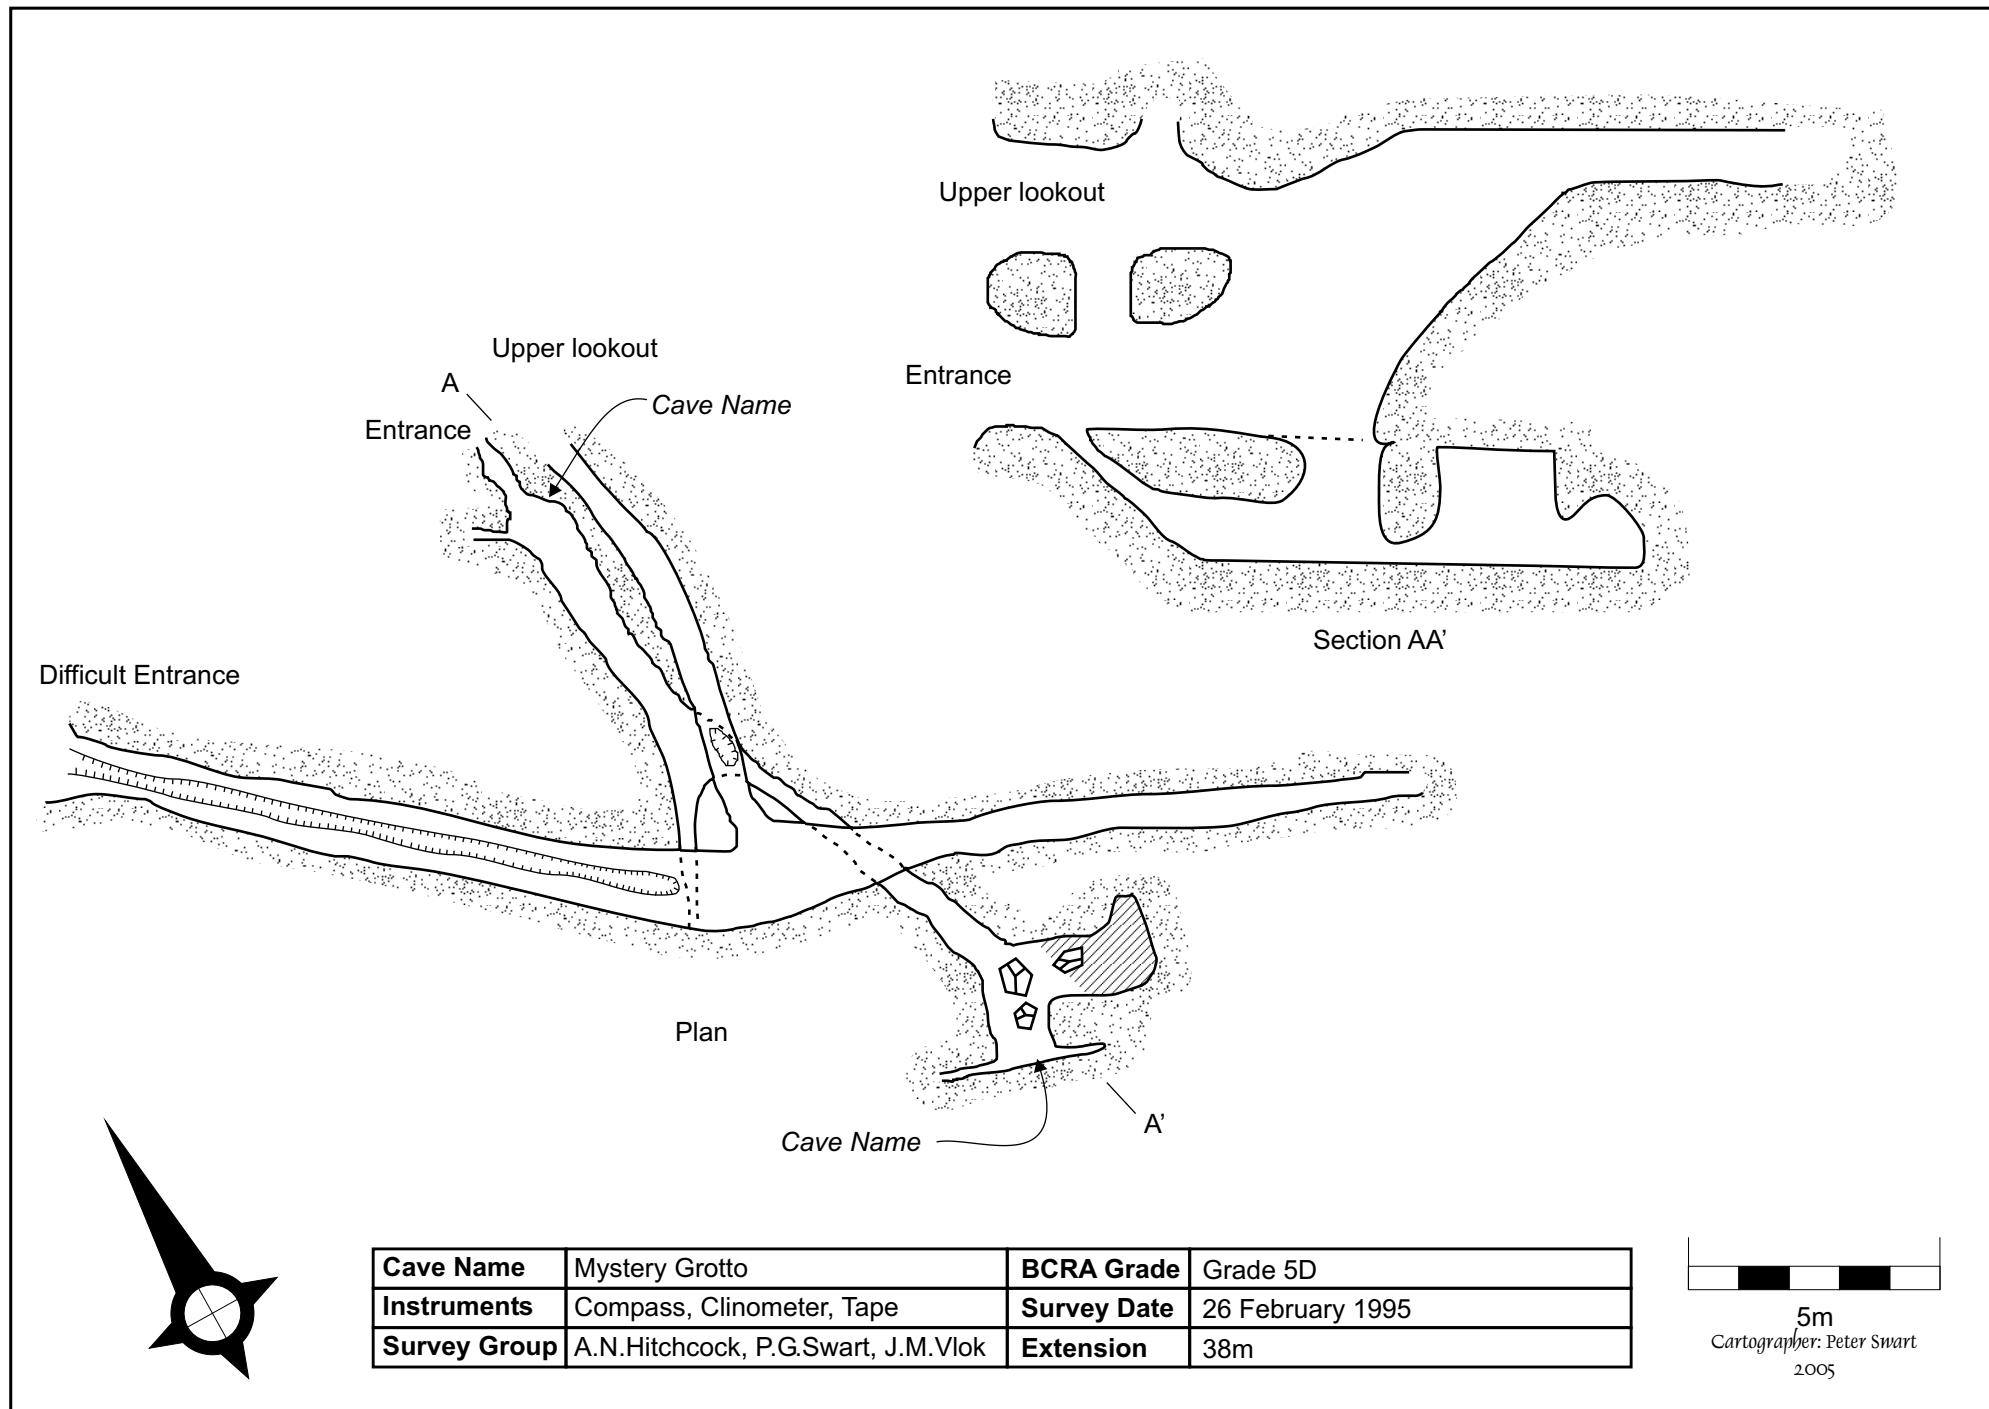 Upper lookout
Entrance
Section AA’
Upper lookout
A
Cave Name
Entrance
Difficult Entrance
Plan
A’
Cave Name
Cave Name Mystery Grotto BCRA Grade Grade 5D
Instruments Compass, Clinometer, Tape Survey Date 26 February 1995
Survey Group A.N.Hitchcock, P.G.Swart, J.M.Vlok Extension 38m
5m
Cartographer: Peter Swart
2005